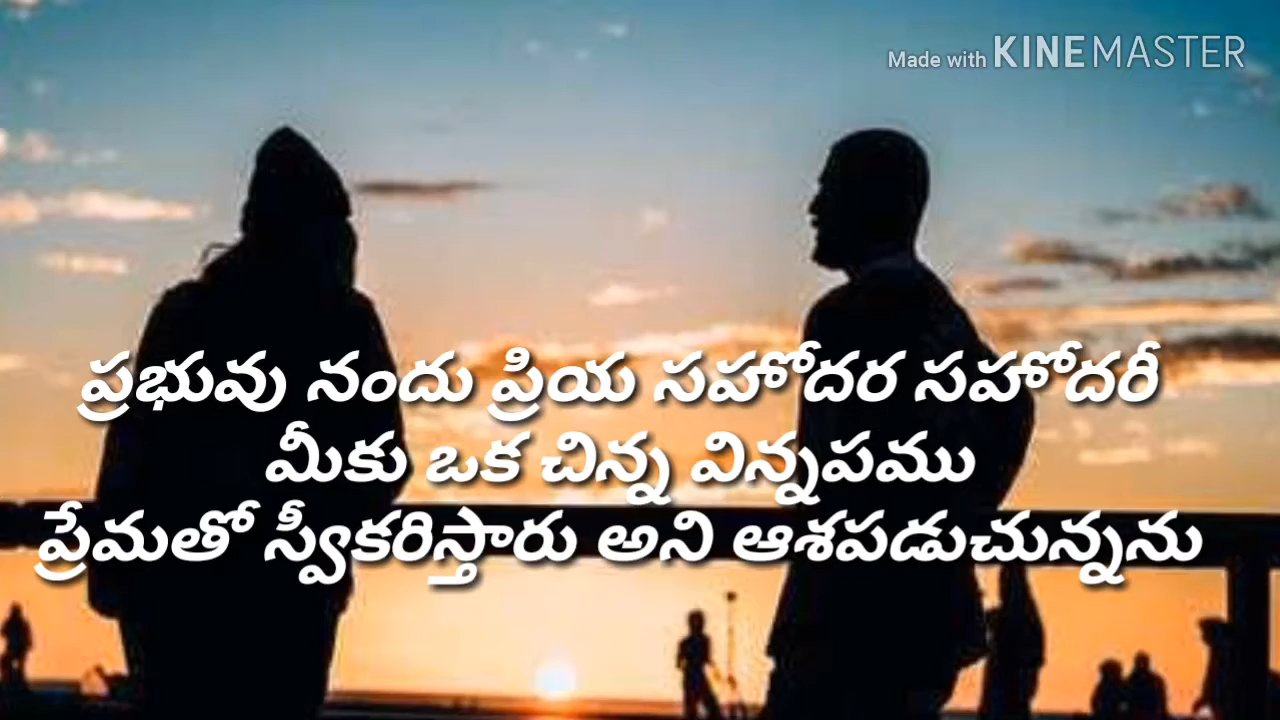 Made with KINEMASTER
ప్రభువు నందు ప్రియ సహోదర సహోదరీ
మీకు ఒక చిన్న విన్నపము
ప్రేమతో స్వీకరిస్తారు అని ఆశపడుచున్నను